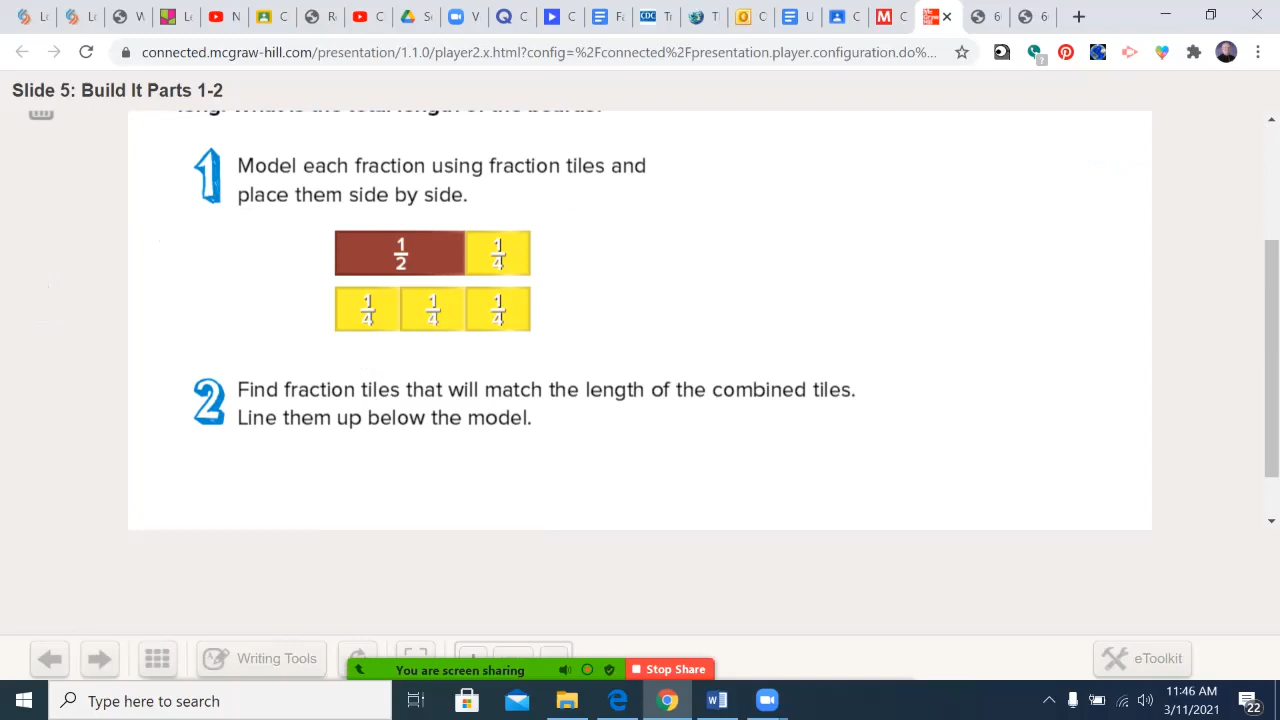 connected.mcgraw-hill.com/presentation/1.1.0/player2.x.html?config=%2Fconnected%2Fpresentation.player.configuration.do%...
Slide 5: Build It Parts 1-2
1 Model each fraction using fraction tiles and
place them side by side.
1/2 1/4
1/4 1/4 1/4
2 Find fraction tiles that will match the length of the combined tiles.
Line them up below the model.
Writing Tools
eToolkit
You are screen sharing
Stop Share
Type here to search
11:46 AM
3/11/2021
22